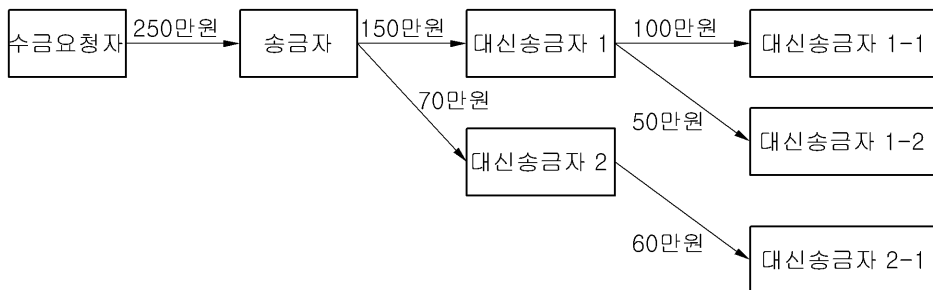 수금요청자
250만원
송금자
150만원
대신송금자 1
100만원
대신송금자 1-1
70만원
50만원
대신송금자 1-2
대신송금자 2
60만원
대신송금자 2-1